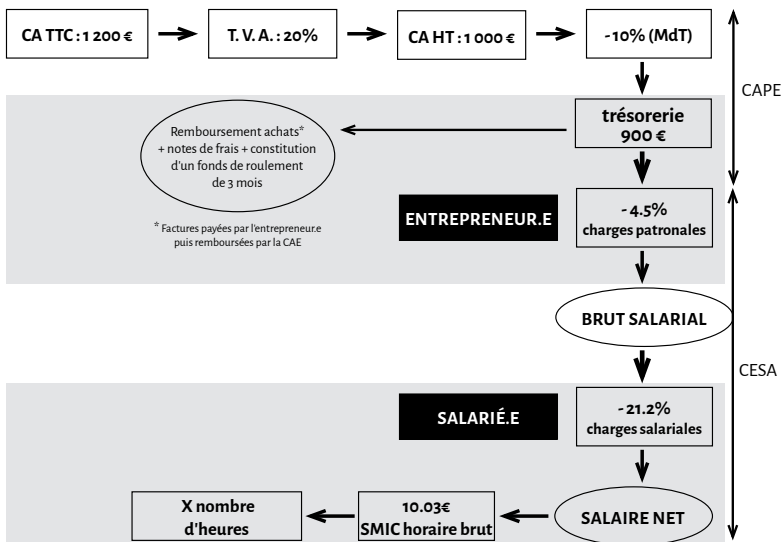 CA TTC : 1 200 €
T. V. A. : 20%
CA HT : 1 000 €
- 10% (MdT)
CAPE
trésorerie
900 €
Remboursement achats*
+ notes de frais + constitution
d'un fonds de roulement
de 3 mois
* Factures payées par l'entrepreneur.e
puis remboursées par la CAE
ENTREPRENEUR.E
- 4.5%
charges patronales
BRUT SALARIAL
CESA
SALARIÉ.E
- 21.2%
charges salariales
X nombre
d'heures
10.03€
SMIC horaire brut
SALAIRE NET